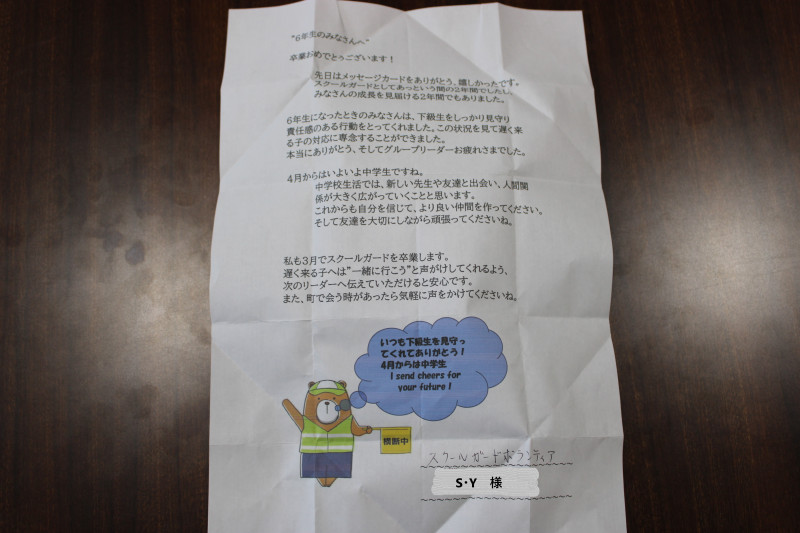 "6年生のみなさんへ"
卒業おめでとうございます！
先日はメッセージカードをありがとう、嬉しかったです。
スクールガードとしてあっという間の2年間でしたし、
みなさんの成長を見届ける2年間でもありました。
6年生になったときのみなさんは、下級生をしっかり見守り
責任感のある行動をとってくれました。この状況を見て遅く来
る子の対応に専念することができました。
本当にありがとう、そしてグループリーダーお疲れさまでした。
4月からはいよいよ中学生ですね。
中学校生活では、新しい先生や友達と出会い、人間関
係が大きく広がっていくことと思います。
これからも自分を信じて、より良い仲間を作ってください。
そして友達を大切にしながら頑張ってくださいね。
私も3月でスクールガードを卒業します。
遅く来る子へは"一緒に行こう"と声がけしてくれるよう、
次のリーダーへ伝えていただけると安心です。
また、町で会う時があったら気軽に声をかけてくださいね。
いつも下級生を見守っ
てくれてありがとう！
4月からは中学生
I send cheers for
your future！
横断中
スクールガードボランティア
S・Y 様